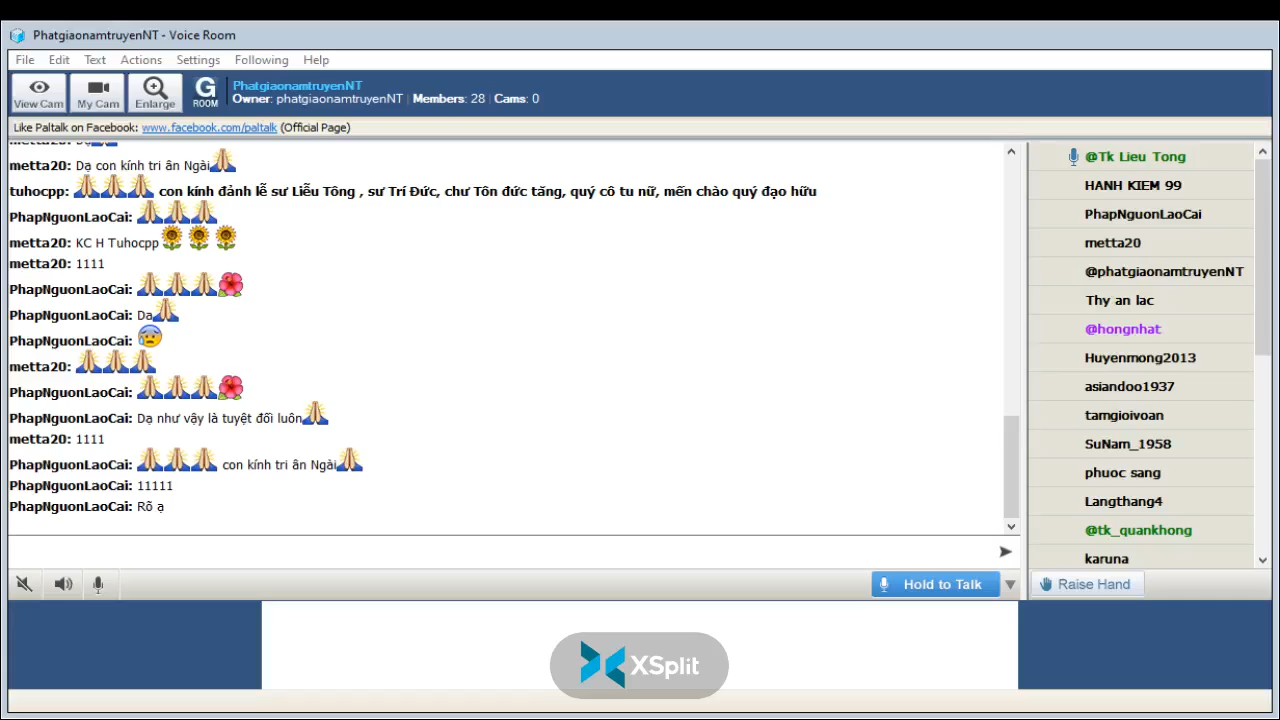 PhatgiaonamtruyenNT - Voice Room
File Edit Text Actions Settings Following Help
View Cam My Cam Enlarge G ROOM
PhatgiaonamtruyenNT
Owner: phatgiaonamtruyenNT | Members: 28 | Cams: 0
Like Paltalk on Facebook: www.facebook.com/paltalk (Official Page)
metta20: Dạ con kính tri ân Ngài
tuhocpp: con kính đảnh lễ sư Liễu Tông , sư Trí Đức, chư Tôn đức tăng, quý cô tu nữ, mến chào quý đạo hữu
PhapNguonLaoCai:
metta20: KC H Tuhocpp
metta20: 1111
PhapNguonLaoCai:
PhapNguonLaoCai: Da
PhapNguonLaoCai:
metta20:
PhapNguonLaoCai:
PhapNguonLaoCai: Dạ như vậy là tuyệt đối luôn
metta20: 1111
PhapNguonLaoCai: con kính tri ân Ngài
PhapNguonLaoCai: 11111
PhapNguonLaoCai: Rõ ạ
@Tk Lieu Tong
HANH KIEM 99
PhapNguonLaoCai
metta20
@phatgiaonamtruyenNT
Thy an lac
@hongnhat
Huyenmong2013
asiandoo1937
tamgioivoan
SuNam_1958
phuoc sang
Langthang4
@tk_quankhong
karuna
Hold to Talk
Raise Hand
XSplit